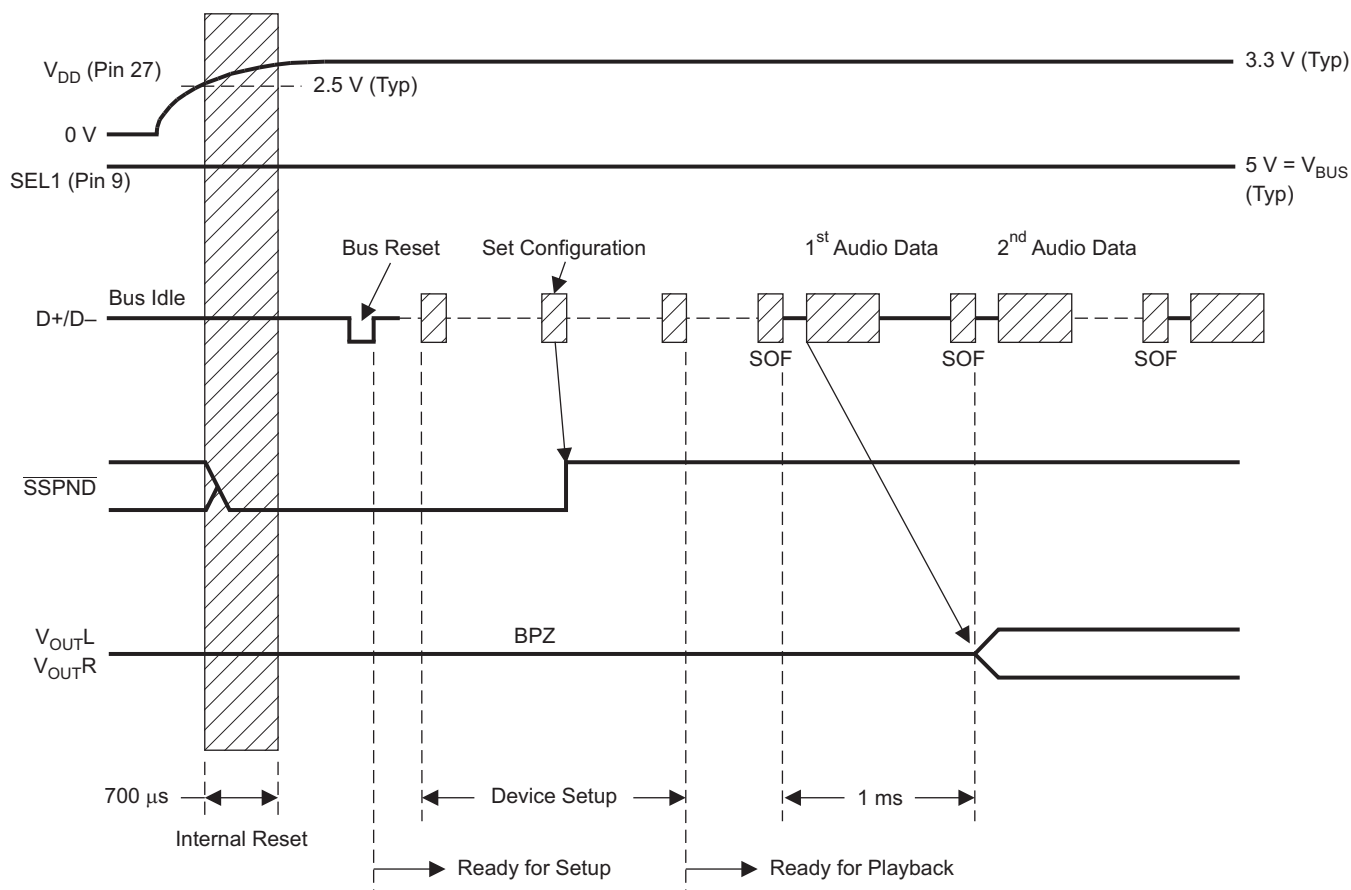 V_DD (Pin 27)
3.3 V (Typ)
2.5 V (Typ)
0 V
SEL1 (Pin 9)
5 V = V_BUS
(Typ)
Bus Reset
Set Configuration
1st Audio Data
2nd Audio Data
Bus Idle
D+/D–
SOF
SOF
SOF
SSPND
BPZ
V_OUTL
V_OUTR
700 μs
Device Setup
1 ms
Internal Reset
Ready for Setup
Ready for Playback